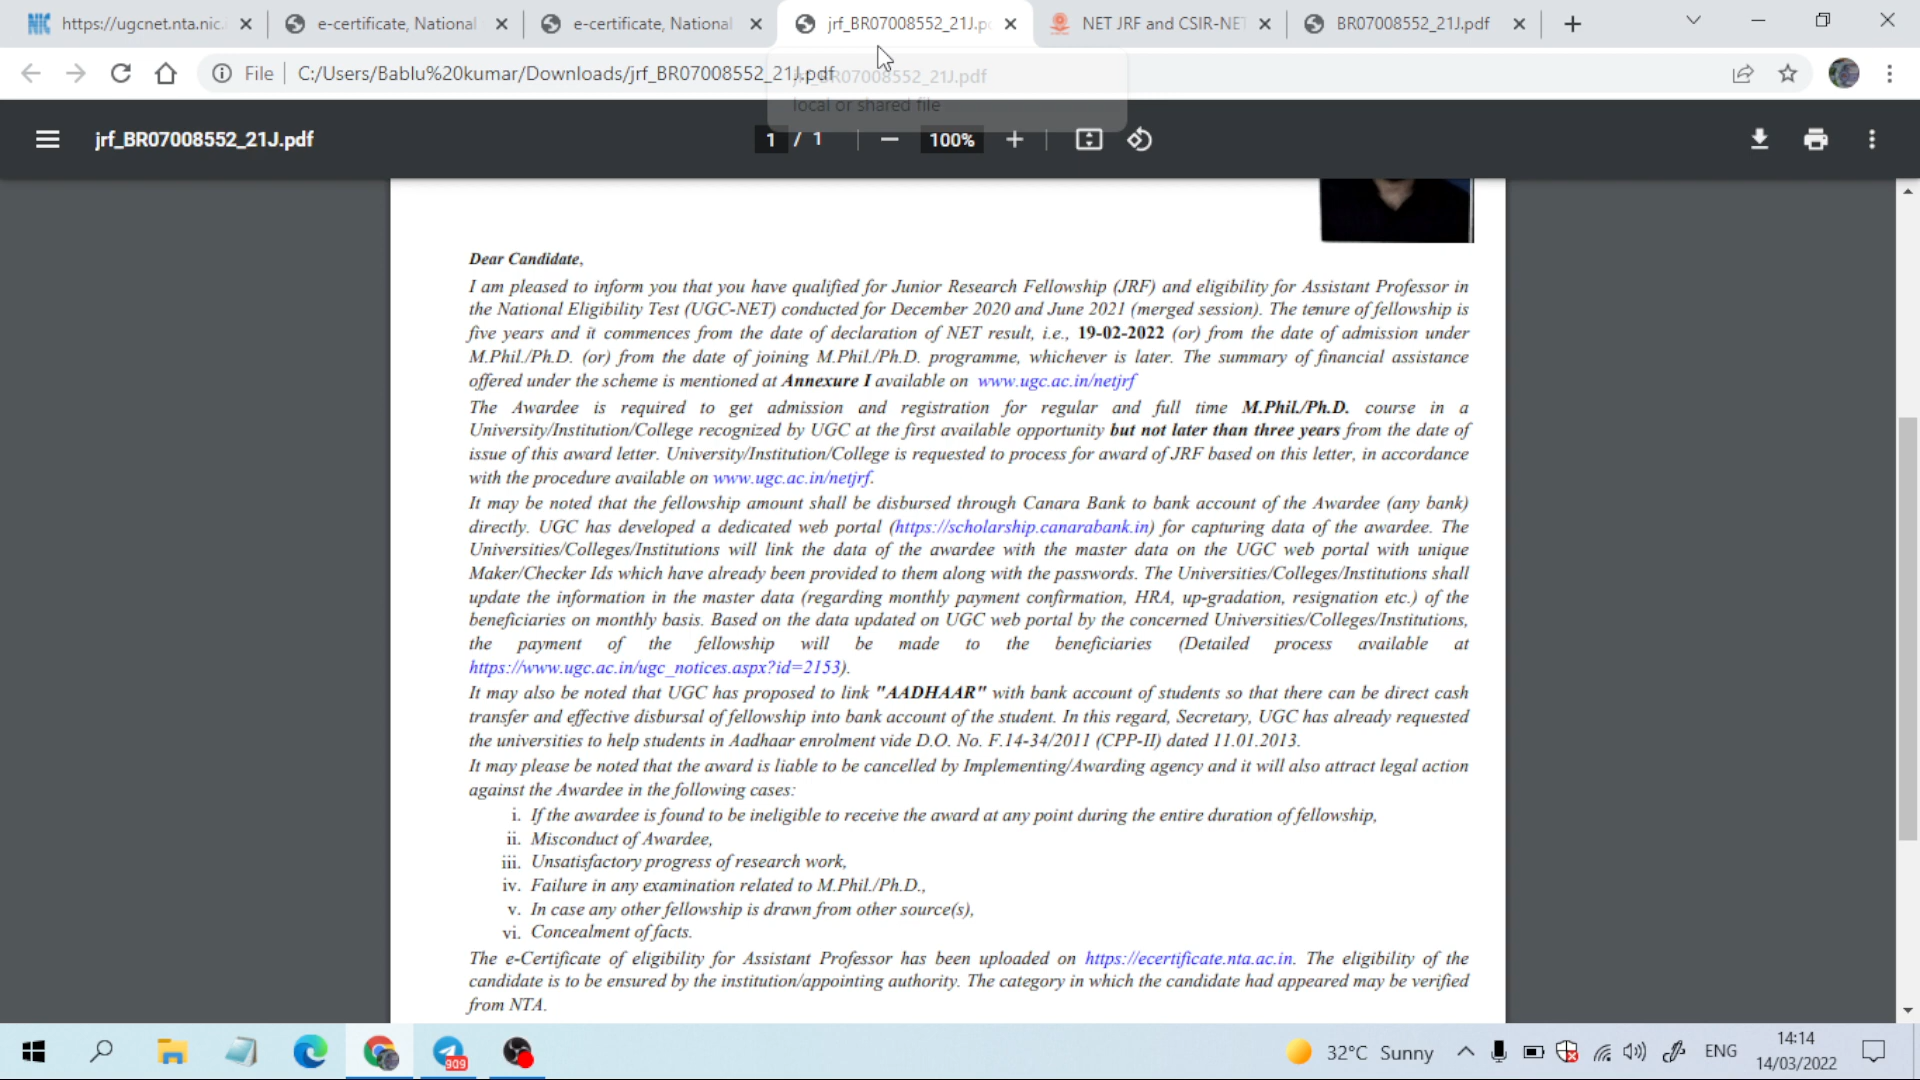 https://ugcnet.nta.nic.i
e-certificate, National
e-certificate, National
jrf_BR07008552_21J.pd
NET JRF and CSIR-NET
BR07008552_21J.pdf
File
C:/Users/Bablu%20kumar/Downloads/jrf_BR07008552_21J.pdf
jrf_BR07008552_21J.pdf
local or shared file
jrf_BR07008552_21J.pdf
1 / 1
100%
Dear Candidate,
I am pleased to inform you that you have qualified for Junior Research Fellowship (JRF) and eligibility for Assistant Professor in
the National Eligibility Test (UGC-NET) conducted for December 2020 and June 2021 (merged session). The tenure of fellowship is
five years and it commences from the date of declaration of NET result, i.e., 19-02-2022 (or) from the date of admission under
M.Phil./Ph.D. (or) from the date of joining M.Phil./Ph.D. programme, whichever is later. The summary of financial assistance
offered under the scheme is mentioned at Annexure I available on www.ugc.ac.in/netjrf
The Awardee is required to get admission and registration for regular and full time M.Phil./Ph.D. course in a
University/Institution/College recognized by UGC at the first available opportunity but not later than three years from the date of
issue of this award letter. University/Institution/College is requested to process for award of JRF based on this letter, in accordance
with the procedure available on www.ugc.ac.in/netjrf.
It may be noted that the fellowship amount shall be disbursed through Canara Bank to bank account of the Awardee (any bank)
directly. UGC has developed a dedicated web portal (https://scholarship.canarabank.in) for capturing data of the awardee. The
Universities/Colleges/Institutions will link the data of the awardee with the master data on the UGC web portal with unique
Maker/Checker Ids which have already been provided to them along with the passwords. The Universities/Colleges/Institutions shall
update the information in the master data (regarding monthly payment confirmation, HRA, up-gradation, resignation etc.) of the
beneficiaries on monthly basis. Based on the data updated on UGC web portal by the concerned Universities/Colleges/Institutions,
the payment of the fellowship will be made to the beneficiaries (Detailed process available at
https://www.ugc.ac.in/ugc_notices.aspx?id=2153).
It may also be noted that UGC has proposed to link "AADHAAR" with bank account of students so that there can be direct cash
transfer and effective disbursal of fellowship into bank account of the student. In this regard, Secretary, UGC has already requested
the universities to help students in Aadhaar enrolment vide D.O. No. F.14-34/2011 (CPP-II) dated 11.01.2013.
It may please be noted that the award is liable to be cancelled by Implementing/Awarding agency and it will also attract legal action
against the Awardee in the following cases:
i. If the awardee is found to be ineligible to receive the award at any point during the entire duration of fellowship,
ii. Misconduct of Awardee,
iii. Unsatisfactory progress of research work,
iv. Failure in any examination related to M.Phil./Ph.D.,
v. In case any other fellowship is drawn from other source(s),
vi. Concealment of facts.
The e-Certificate of eligibility for Assistant Professor has been uploaded on https://ecertificate.nta.ac.in. The eligibility of the
candidate is to be ensured by the institution/appointing authority. The category in which the candidate had appeared may be verified
from NTA.
909
32°C Sunny
ENG
14:14
14/03/2022